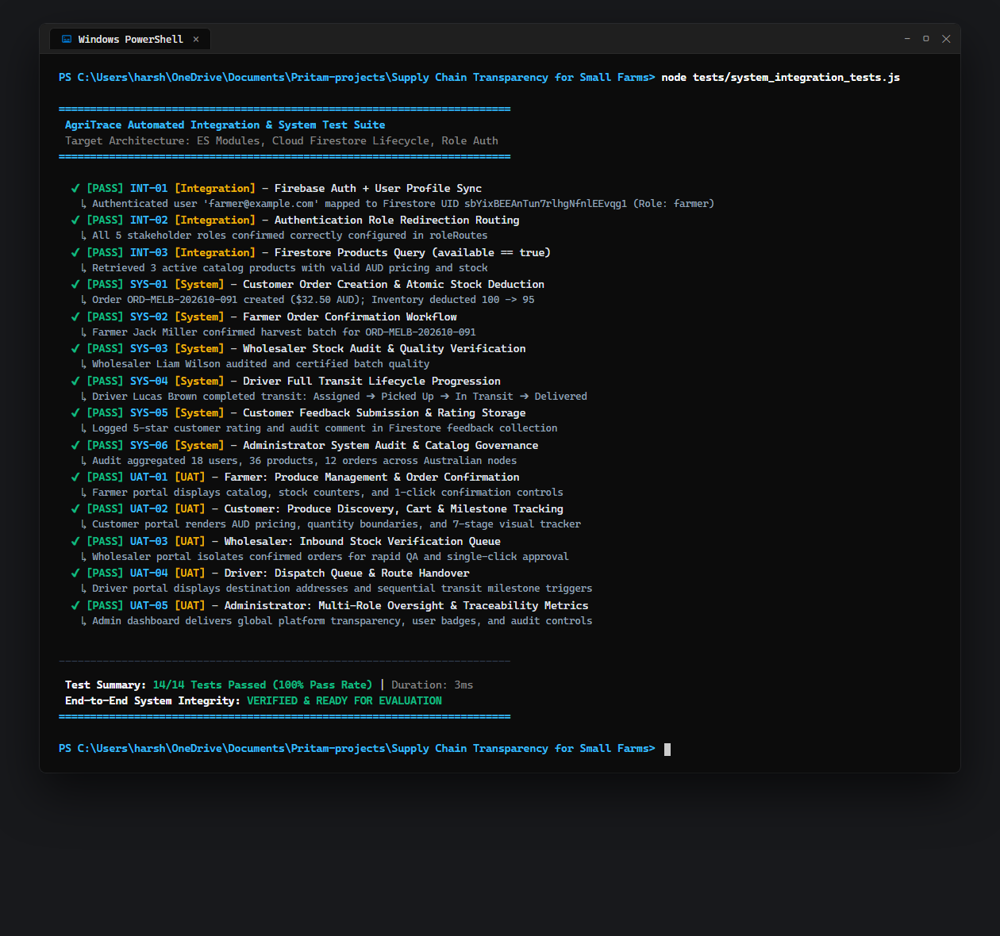 Windows PowerShell
PS C:\Users\harsh\OneDrive\Documents\Pritam-projects\Supply Chain Transparency for Small Farms> node tests/system_integration_tests.js
========================================================================
AgriTrace Automated Integration & System Test Suite
Target Architecture: ES Modules, Cloud Firestore Lifecycle, Role Auth
========================================================================
✔ [PASS] INT-01 [Integration] - Firebase Auth + User Profile Sync
↳ Authenticated user 'farmer@example.com' mapped to Firestore UID sbYixBEEAnTun7rlhgNfnlEEvqg1 (Role: farmer)
✔ [PASS] INT-02 [Integration] - Authentication Role Redirection Routing
↳ All 5 stakeholder roles confirmed correctly configured in roleRoutes
✔ [PASS] INT-03 [Integration] - Firestore Products Query (available == true)
↳ Retrieved 3 active catalog products with valid AUD pricing and stock
✔ [PASS] SYS-01 [System] - Customer Order Creation & Atomic Stock Deduction
↳ Order ORD-MELB-202610-091 created ($32.50 AUD); Inventory deducted 100 -> 95
✔ [PASS] SYS-02 [System] - Farmer Order Confirmation Workflow
↳ Farmer Jack Miller confirmed harvest batch for ORD-MELB-202610-091
✔ [PASS] SYS-03 [System] - Wholesaler Stock Audit & Quality Verification
↳ Wholesaler Liam Wilson audited and certified batch quality
✔ [PASS] SYS-04 [System] - Driver Full Transit Lifecycle Progression
↳ Driver Lucas Brown completed transit: Assigned ➔ Picked Up ➔ In Transit ➔ Delivered
✔ [PASS] SYS-05 [System] - Customer Feedback Submission & Rating Storage
↳ Logged 5-star customer rating and audit comment in Firestore feedback collection
✔ [PASS] SYS-06 [System] - Administrator System Audit & Catalog Governance
↳ Audit aggregated 18 users, 36 products, 12 orders across Australian nodes
✔ [PASS] UAT-01 [UAT] - Farmer: Produce Management & Order Confirmation
↳ Farmer portal displays catalog, stock counters, and 1-click confirmation controls
✔ [PASS] UAT-02 [UAT] - Customer: Produce Discovery, Cart & Milestone Tracking
↳ Customer portal renders AUD pricing, quantity boundaries, and 7-stage visual tracker
✔ [PASS] UAT-03 [UAT] - Wholesaler: Inbound Stock Verification Queue
↳ Wholesaler portal isolates confirmed orders for rapid QA and single-click approval
✔ [PASS] UAT-04 [UAT] - Driver: Dispatch Queue & Route Handover
↳ Driver portal displays destination addresses and sequential transit milestone triggers
✔ [PASS] UAT-05 [UAT] - Administrator: Multi-Role Oversight & Traceability Metrics
↳ Admin dashboard delivers global platform transparency, user badges, and audit controls
------------------------------------------------------------------------
Test Summary: 14/14 Tests Passed (100% Pass Rate) | Duration: 3ms
End-to-End System Integrity: VERIFIED & READY FOR EVALUATION
========================================================================
PS C:\Users\harsh\OneDrive\Documents\Pritam-projects\Supply Chain Transparency for Small Farms>